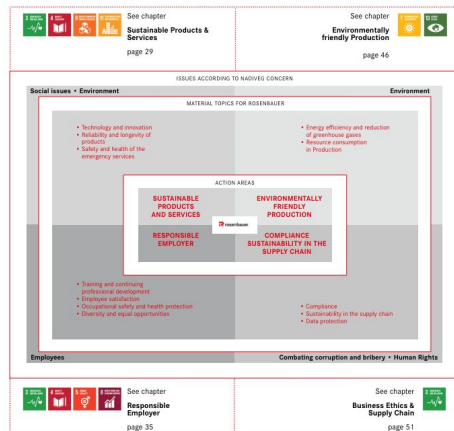 See chapter
Sustainable Products &
Services
page 29
See chapter
Environmentally
friendly Production
page 46
ISSUES ACCORDING TO NADIVEG CONCERN
Social issues • Environment
Environment
MATERIAL TOPICS FOR ROSENBAUER
• Technology and innovation
• Reliability and longevity of
products
• Safety and health of the
emergency services
• Energy efficiency and reduction
of greenhouse gases
• Resource consumption
in Production
ACTION AREAS
SUSTAINABLE
PRODUCTS
AND SERVICES
ENVIRONMENTALLY
FRIENDLY
PRODUCTION
rosenbauer
RESPONSIBLE
EMPLOYER
COMPLIANCE
SUSTAINABILITY IN THE
SUPPLY CHAIN
• Training and continuing
professional development
• Employee satisfaction
• Occupational safety and health protection
• Diversity and equal opportunities
• Compliance
• Sustainability in the supply chain
• Data protection
Employees
Combating corruption and bribery • Human Rights
See chapter
Responsible
Employer
page 35
See chapter
Business Ethics &
Supply Chain
page 51